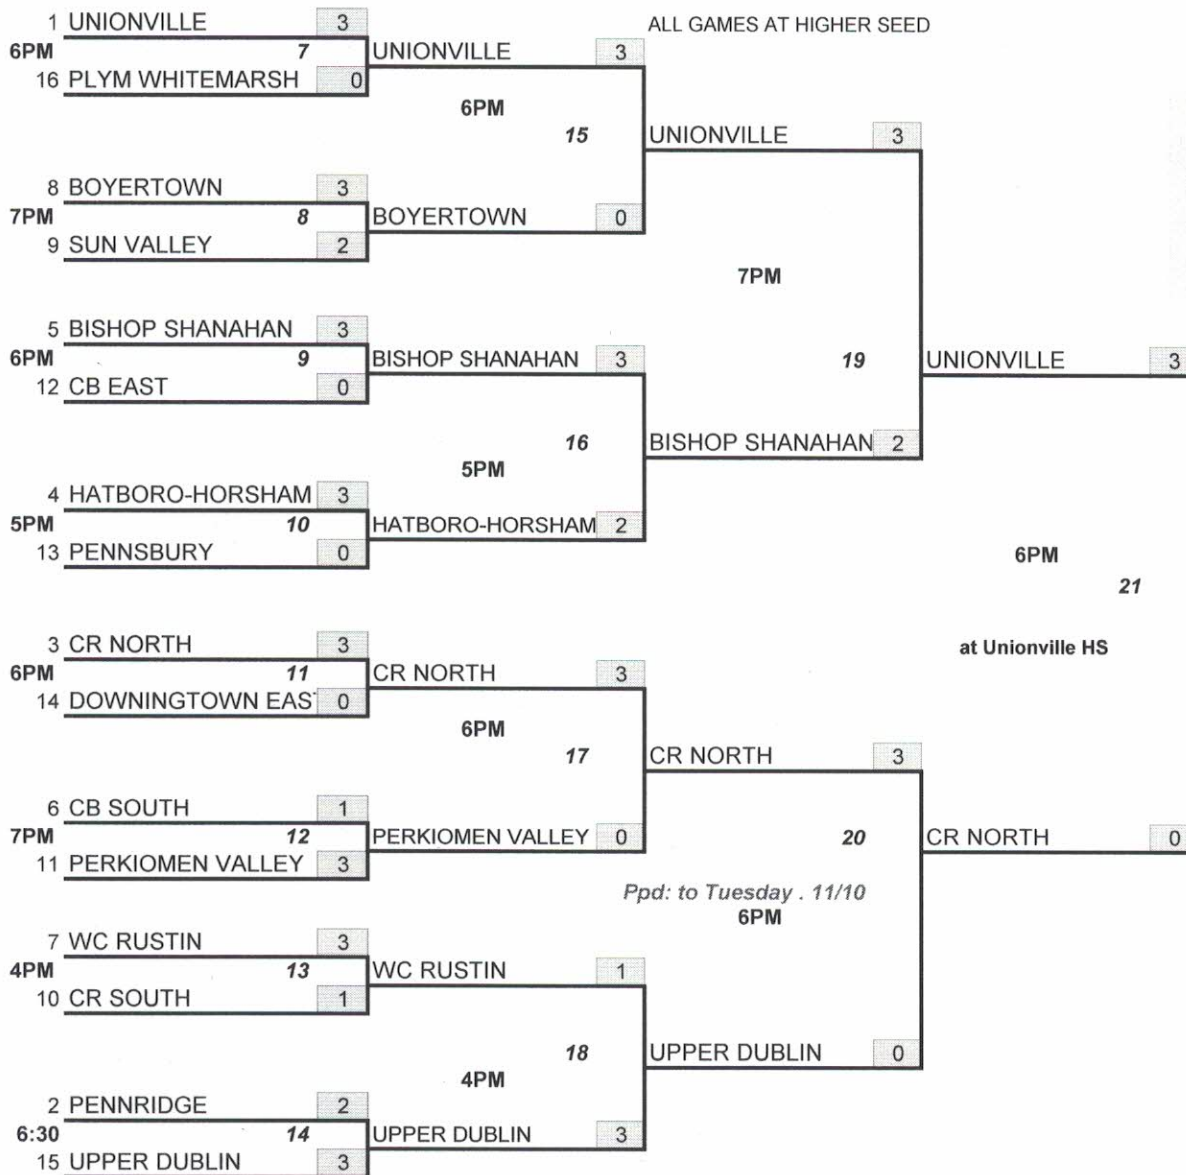 1 UNIONVILLE 3
ALL GAMES AT HIGHER SEED
6PM 7 UNIONVILLE 3
16 PLYM WHITEMARSH 0
6PM
15 UNIONVILLE 3
8 BOYERTOWN 3
7PM 8 BOYERTOWN 0
9 SUN VALLEY 2
7PM
5 BISHOP SHANAHAN 3
6PM 9 BISHOP SHANAHAN 3
19 UNIONVILLE 3
12 CB EAST 0
16 BISHOP SHANAHAN 2
5PM
4 HATBORO-HORSHAM 3
5PM 10 HATBORO-HORSHAM 2
13 PENNSBURY 0
6PM
21
3 CR NORTH 3
at Unionville HS
6PM 11 CR NORTH 3
14 DOWNINGTOWN EAS 0
6PM
17 CR NORTH 3
6 CB SOUTH 1
7PM 12 PERKIOMEN VALLEY 0
20 CR NORTH 0
11 PERKIOMEN VALLEY 3
Ppd: to Tuesday . 11/10
6PM
7 WC RUSTIN 3
4PM 13 WC RUSTIN 1
10 CR SOUTH 1
18 UPPER DUBLIN 0
4PM
2 PENNRIDGE 2
6:30 14 UPPER DUBLIN 3
15 UPPER DUBLIN 3